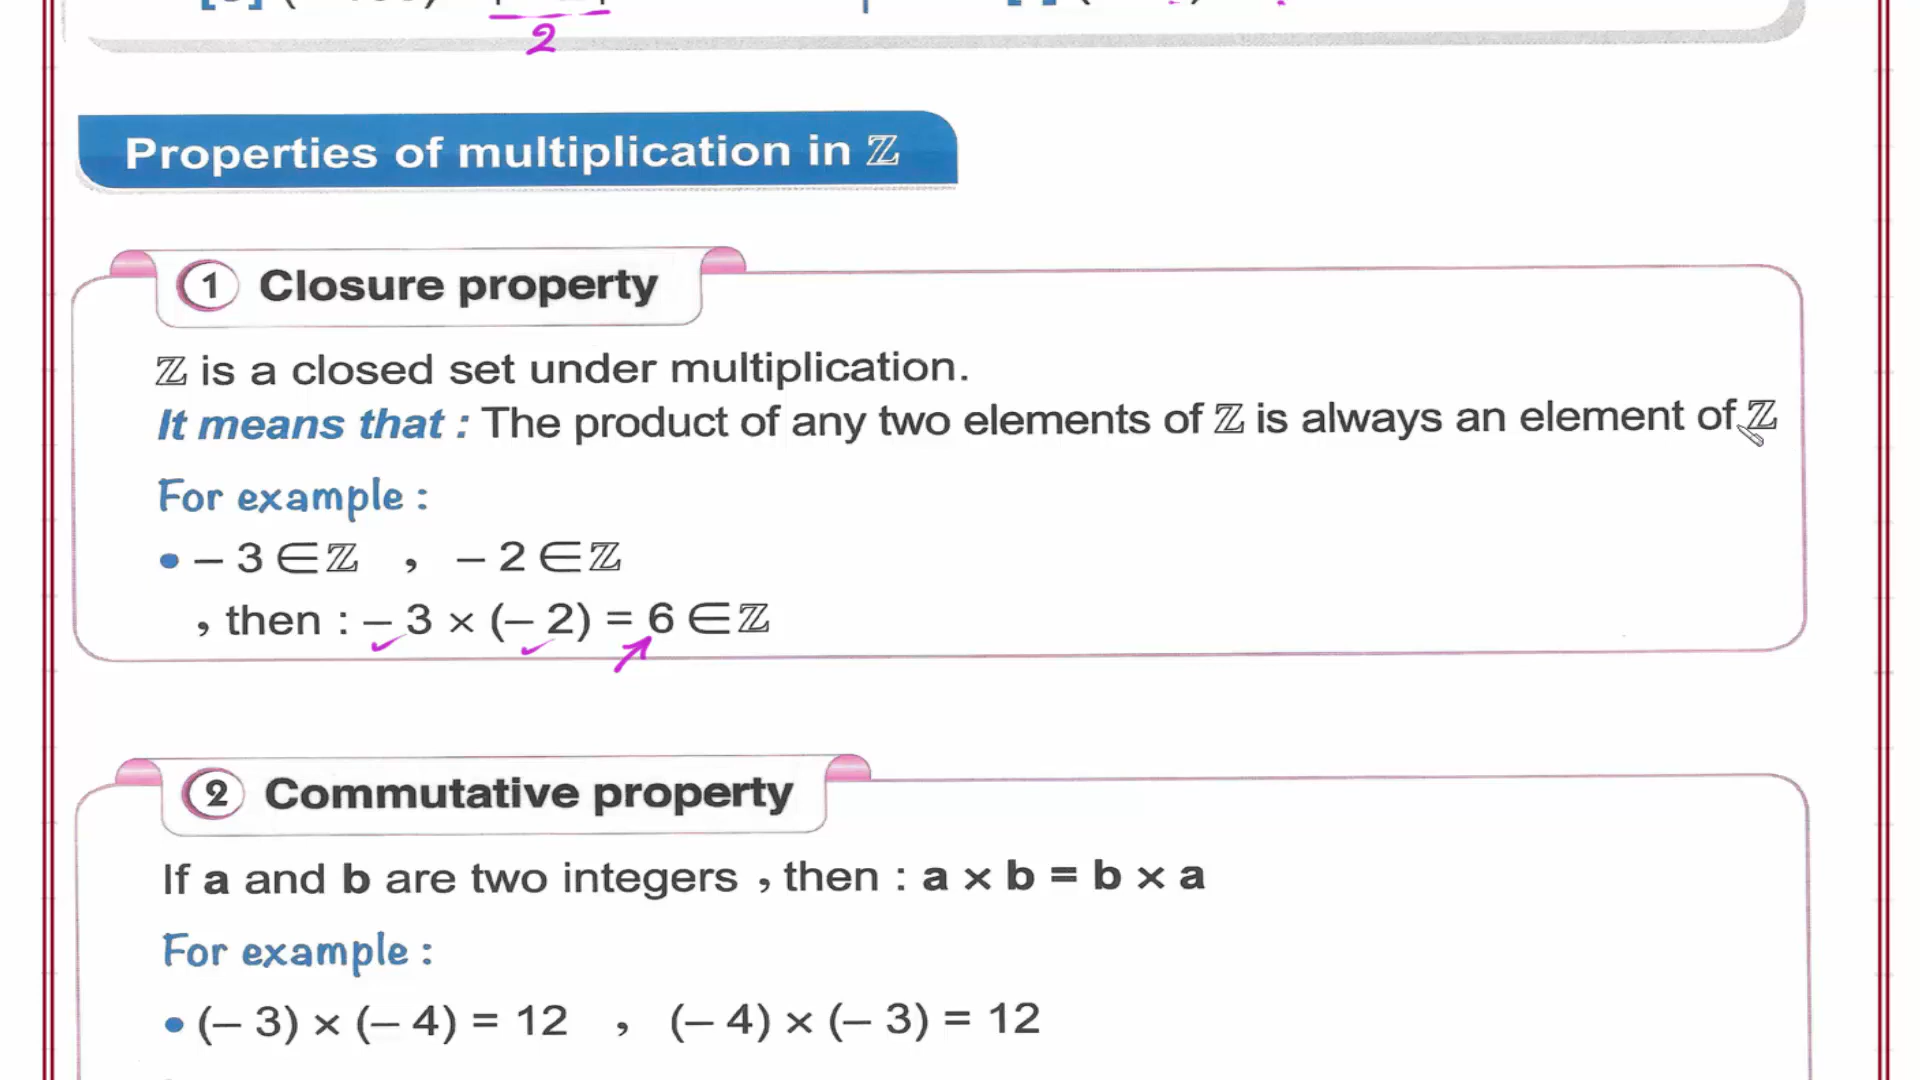 2
Properties of multiplication in ℤ
1 Closure property
ℤ is a closed set under multiplication.
It means that : The product of any two elements of ℤ is always an element of ℤ
For example :
• – 3 ∈ ℤ , – 2 ∈ ℤ
, then : – 3 × (– 2) = 6 ∈ ℤ
2 Commutative property
If a and b are two integers , then : a × b = b × a
For example :
• (– 3) × (– 4) = 12 , (– 4) × (– 3) = 12